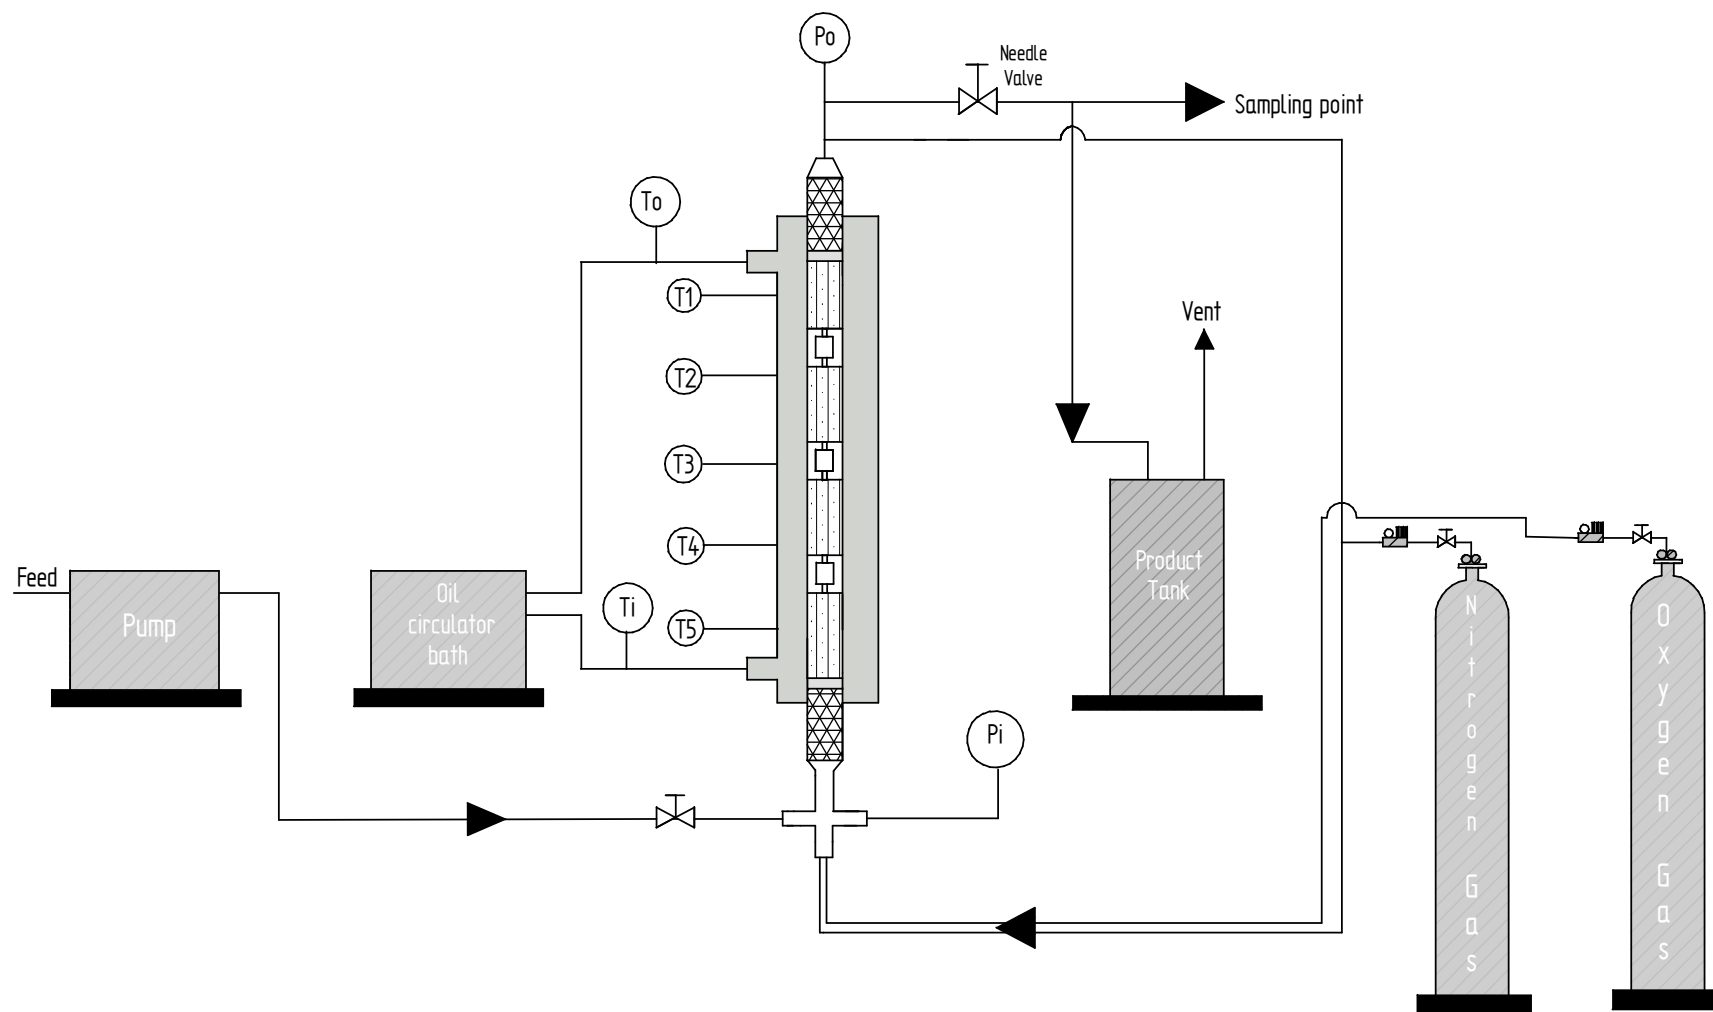 Po
Needle
Valve
Sampling point
To
T1
Vent
T2
T3
T4
Product
Tank
Feed
Pump
Oil
circulator
bath
Ti
T5
Pi
Nitrogen Gas
Oxygen Gas